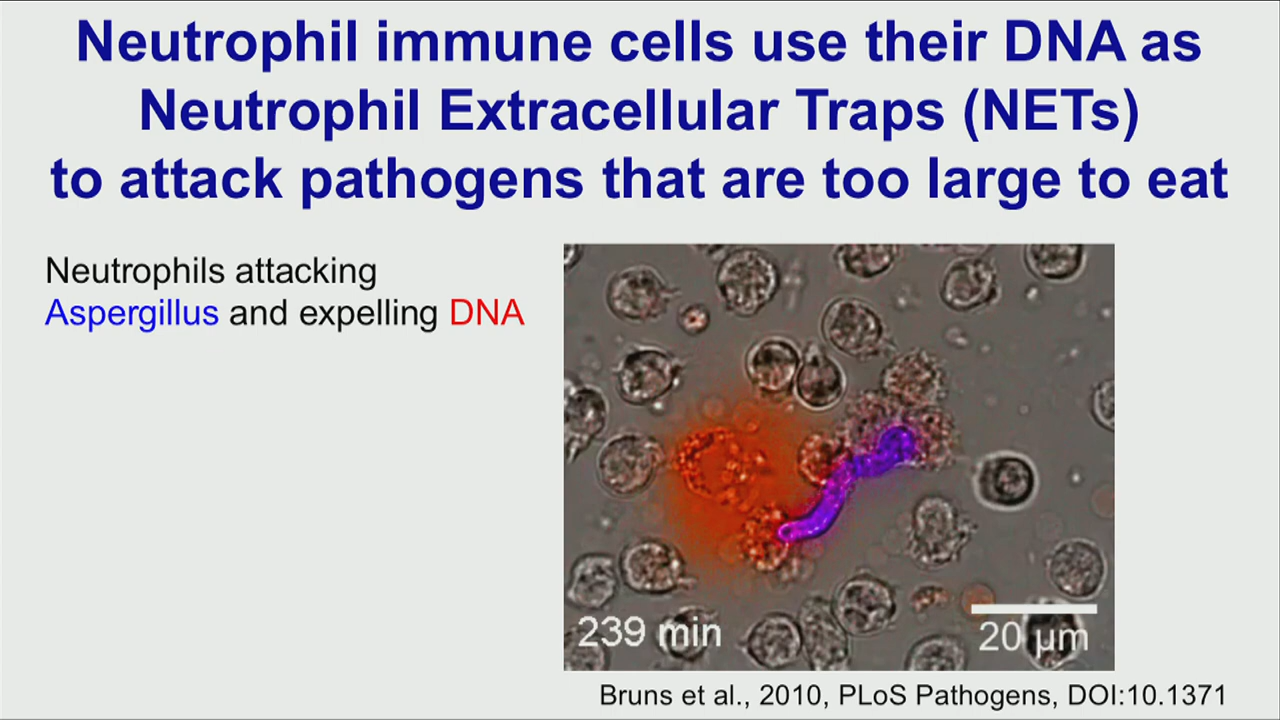 Neutrophil immune cells use their DNA as
Neutrophil Extracellular Traps (NETs)
to attack pathogens that are too large to eat
Neutrophils attacking
Aspergillus and expelling DNA
239 min
20 µm
Bruns et al., 2010, PLoS Pathogens, DOI:10.1371